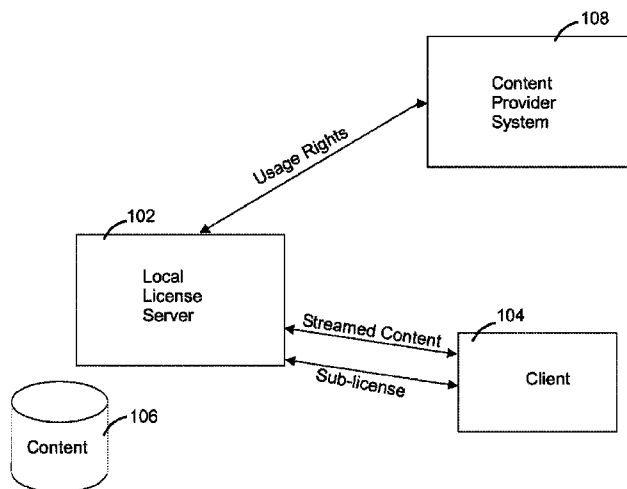 108
Content
Provider
System
Usage Rights
102
Local
License
Server
Streamed Content
104
Sub-license
Client
106
Content